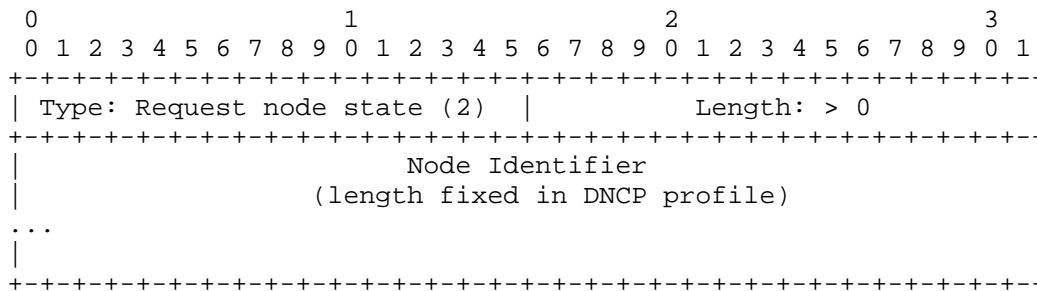 0                   1                   2                   3
 0 1 2 3 4 5 6 7 8 9 0 1 2 3 4 5 6 7 8 9 0 1 2 3 4 5 6 7 8 9 0 1
+-+-+-+-+-+-+-+-+-+-+-+-+-+-+-+-+-+-+-+-+-+-+-+-+-+-+-+-+-+-+-+--
| Type: Request node state (2)  |          Length: > 0
+-+-+-+-+-+-+-+-+-+-+-+-+-+-+-+-+-+-+-+-+-+-+-+-+-+-+-+-+-+-+-+--
|                        Node Identifier
|                  (length fixed in DNCP profile)
...
|
+-+-+-+-+-+-+-+-+-+-+-+-+-+-+-+-+-+-+-+-+-+-+-+-+-+-+-+-+-+-+-+--